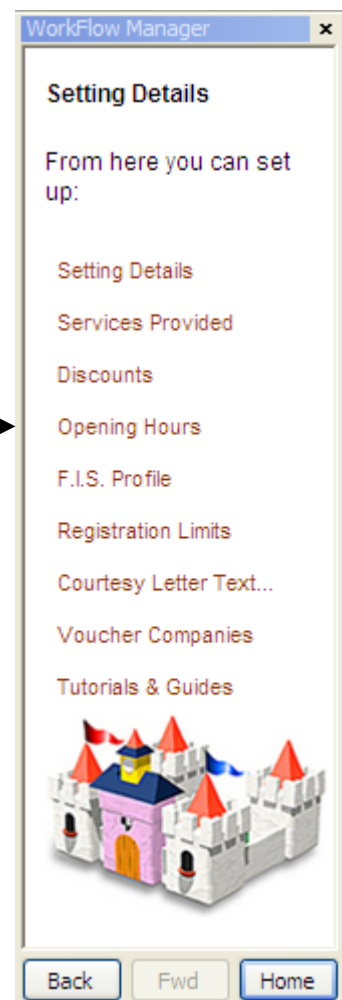 WorkFlow Manager x
Setting Details
From here you can set
up:
Setting Details
Services Provided
Discounts
Opening Hours
F.I.S. Profile
Registration Limits
Courtesy Letter Text...
Voucher Companies
Tutorials & Guides
Back Fwd Home